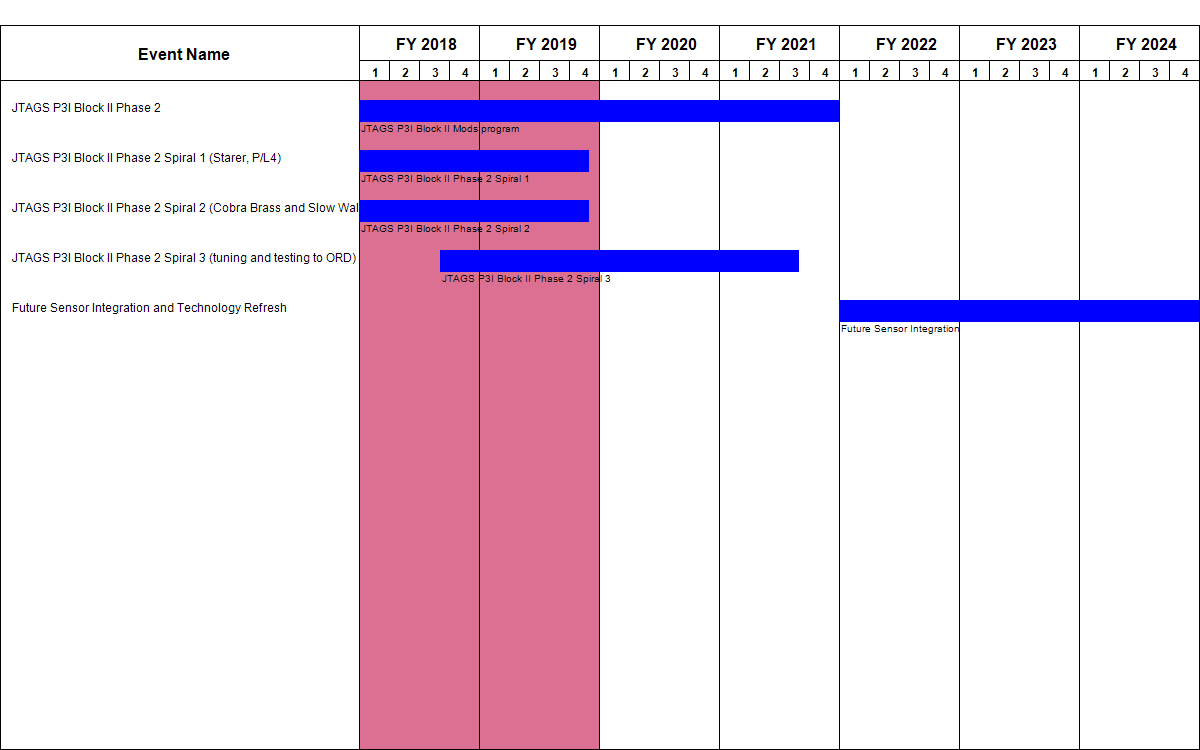 Event Name
FY 2018 FY 2019 FY 2020 FY 2021 FY 2022 FY 2023 FY 2024
1 2 3 4 1 2 3 4 1 2 3 4 1 2 3 4 1 2 3 4 1 2 3 4 1 2 3 4
JTAGS P3I Block II Phase 2
JTAGS P3I Block II Mods program
JTAGS P3I Block II Phase 2 Spiral 1 (Starer, P/L4)
JTAGS P3I Block II Phase 2 Spiral 1
JTAGS P3I Block II Phase 2 Spiral 2 (Cobra Brass and Slow Wal
JTAGS P3I Block II Phase 2 Spiral 2
JTAGS P3I Block II Phase 2 Spiral 3 (tuning and testing to ORD)
JTAGS P3I Block II Phase 2 Spiral 3
Future Sensor Integration and Technology Refresh
Future Sensor Integration